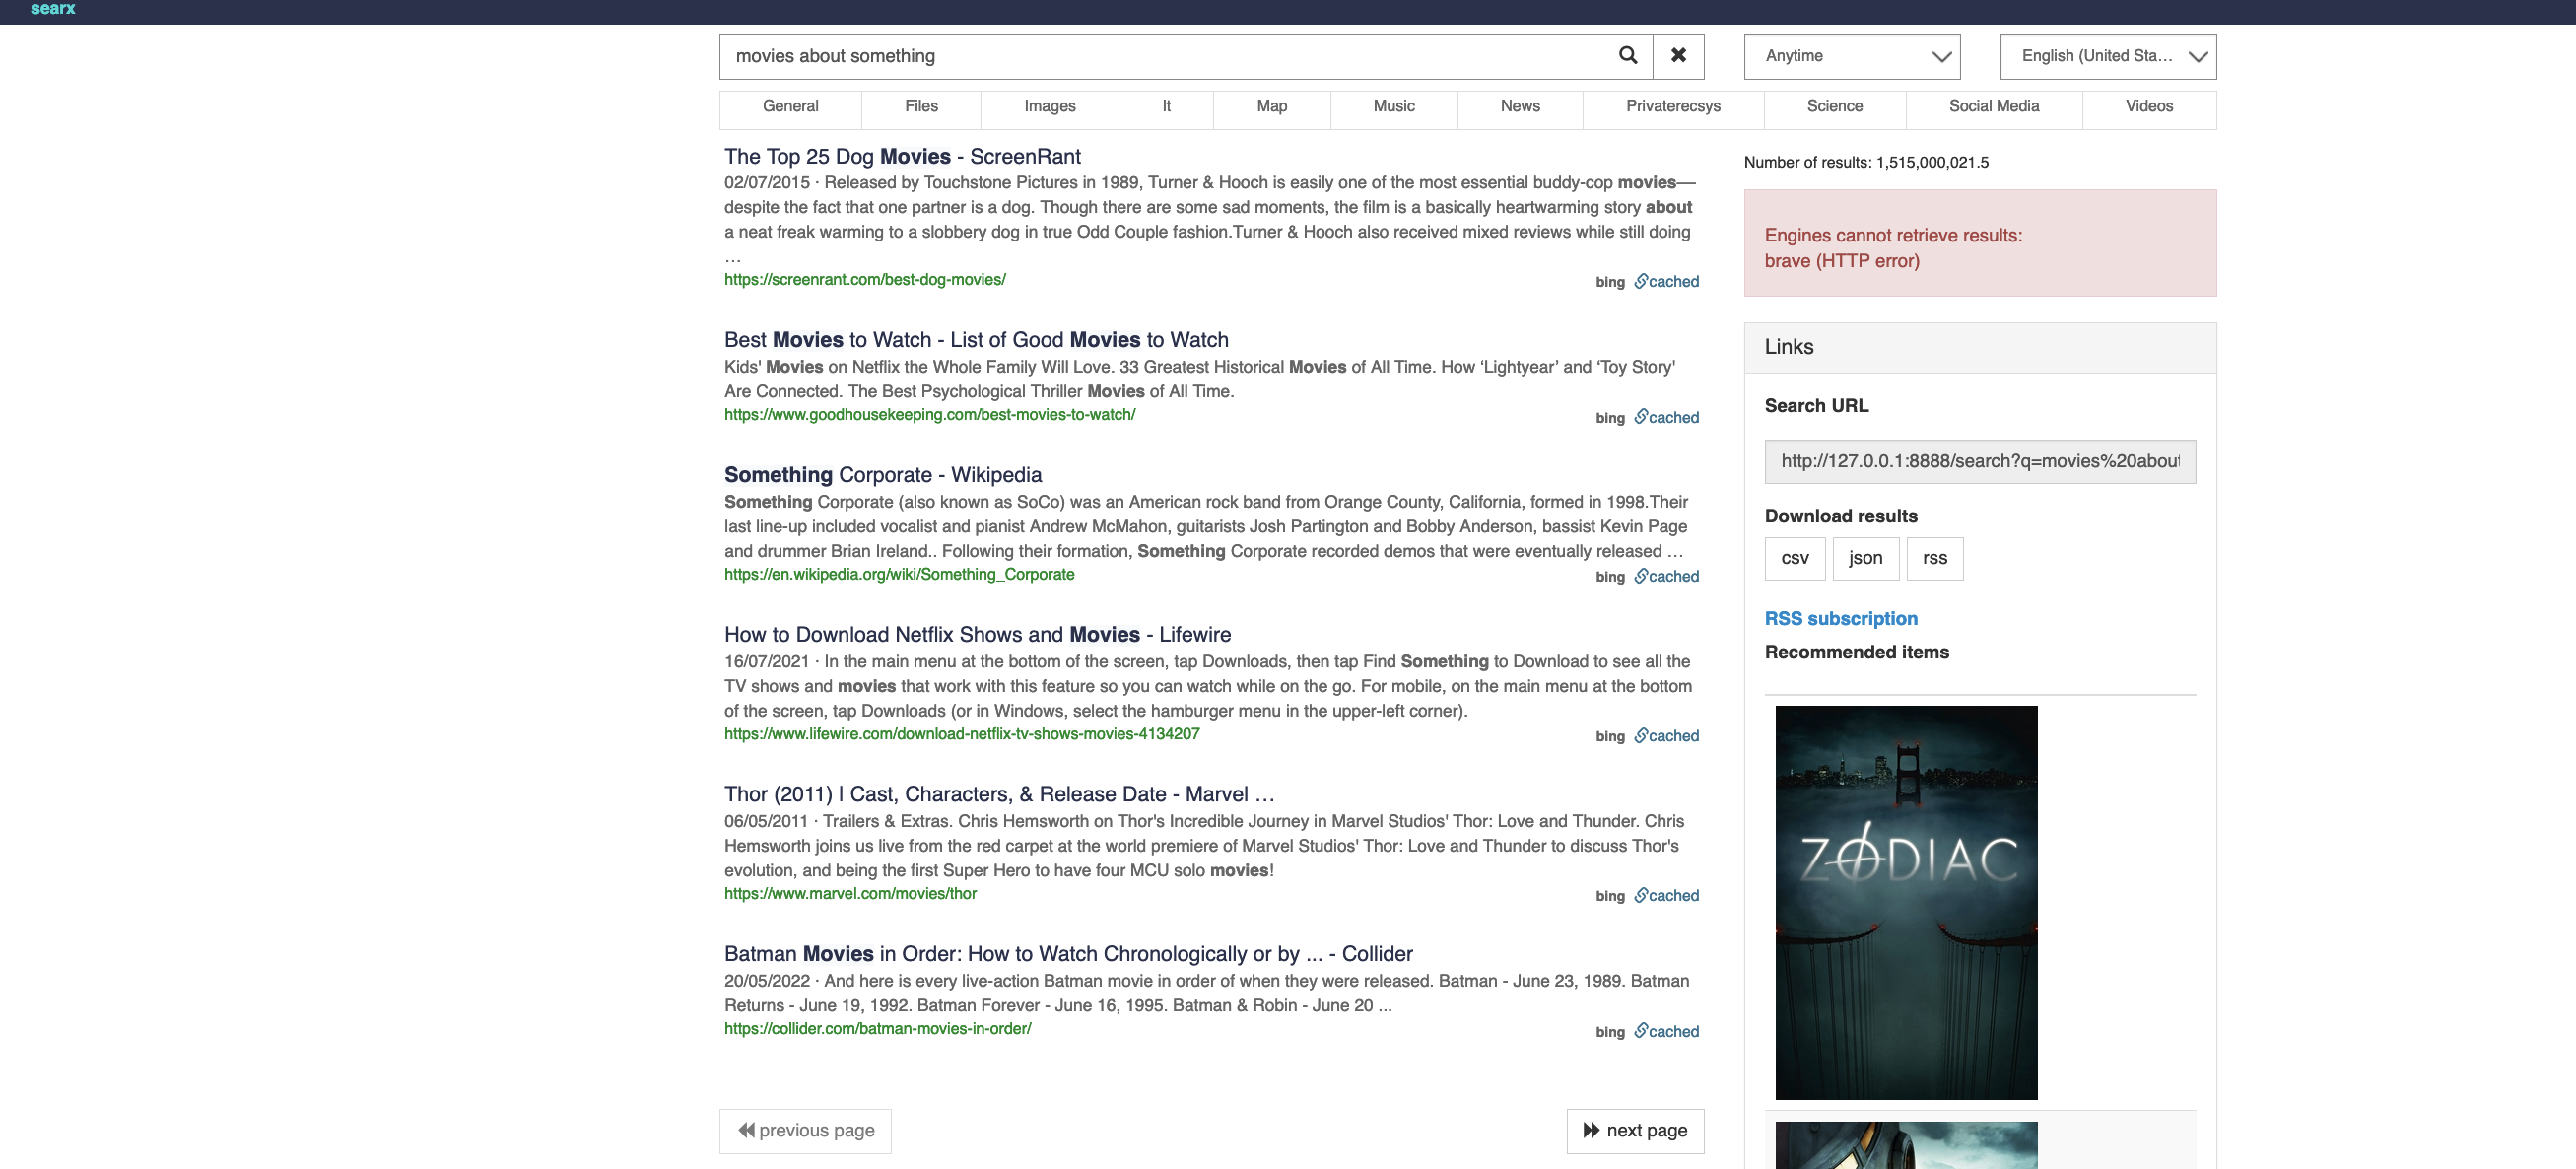 searx
movies about something
Anytime
English (United Sta...
General
Files
Images
It
Map
Music
News
Privaterecsys
Science
Social Media
Videos
The Top 25 Dog Movies - ScreenRant
02/07/2015 · Released by Touchstone Pictures in 1989, Turner & Hooch is easily one of the most essential buddy-cop movies—
despite the fact that one partner is a dog. Though there are some sad moments, the film is a basically heartwarming story about
a neat freak warming to a slobbery dog in true Odd Couple fashion.Turner & Hooch also received mixed reviews while still doing
…
https://screenrant.com/best-dog-movies/
bing cached
Best Movies to Watch - List of Good Movies to Watch
Kids' Movies on Netflix the Whole Family Will Love. 33 Greatest Historical Movies of All Time. How ‘Lightyear’ and ‘Toy Story'
Are Connected. The Best Psychological Thriller Movies of All Time.
https://www.goodhousekeeping.com/best-movies-to-watch/
bing cached
Something Corporate - Wikipedia
Something Corporate (also known as SoCo) was an American rock band from Orange County, California, formed in 1998.Their
last line-up included vocalist and pianist Andrew McMahon, guitarists Josh Partington and Bobby Anderson, bassist Kevin Page
and drummer Brian Ireland.. Following their formation, Something Corporate recorded demos that were eventually released …
https://en.wikipedia.org/wiki/Something_Corporate
bing cached
How to Download Netflix Shows and Movies - Lifewire
16/07/2021 · In the main menu at the bottom of the screen, tap Downloads, then tap Find Something to Download to see all the
TV shows and movies that work with this feature so you can watch while on the go. For mobile, on the main menu at the bottom
of the screen, tap Downloads (or in Windows, select the hamburger menu in the upper-left corner).
https://www.lifewire.com/download-netflix-tv-shows-movies-4134207
bing cached
Thor (2011) | Cast, Characters, & Release Date - Marvel …
06/05/2011 · Trailers & Extras. Chris Hemsworth on Thor's Incredible Journey in Marvel Studios' Thor: Love and Thunder. Chris
Hemsworth joins us live from the red carpet at the world premiere of Marvel Studios' Thor: Love and Thunder to discuss Thor's
evolution, and being the first Super Hero to have four MCU solo movies!
https://www.marvel.com/movies/thor
bing cached
Batman Movies in Order: How to Watch Chronologically or by ... - Collider
20/05/2022 · And here is every live-action Batman movie in order of when they were released. Batman - June 23, 1989. Batman
Returns - June 19, 1992. Batman Forever - June 16, 1995. Batman & Robin - June 20 ...
https://collider.com/batman-movies-in-order/
bing cached
previous page
next page
Number of results: 1,515,000,021.5
Engines cannot retrieve results:
brave (HTTP error)
Links
Search URL
http://127.0.0.1:8888/search?q=movies%20about
Download results
csv
json
rss
RSS subscription
Recommended items
ZODIAC